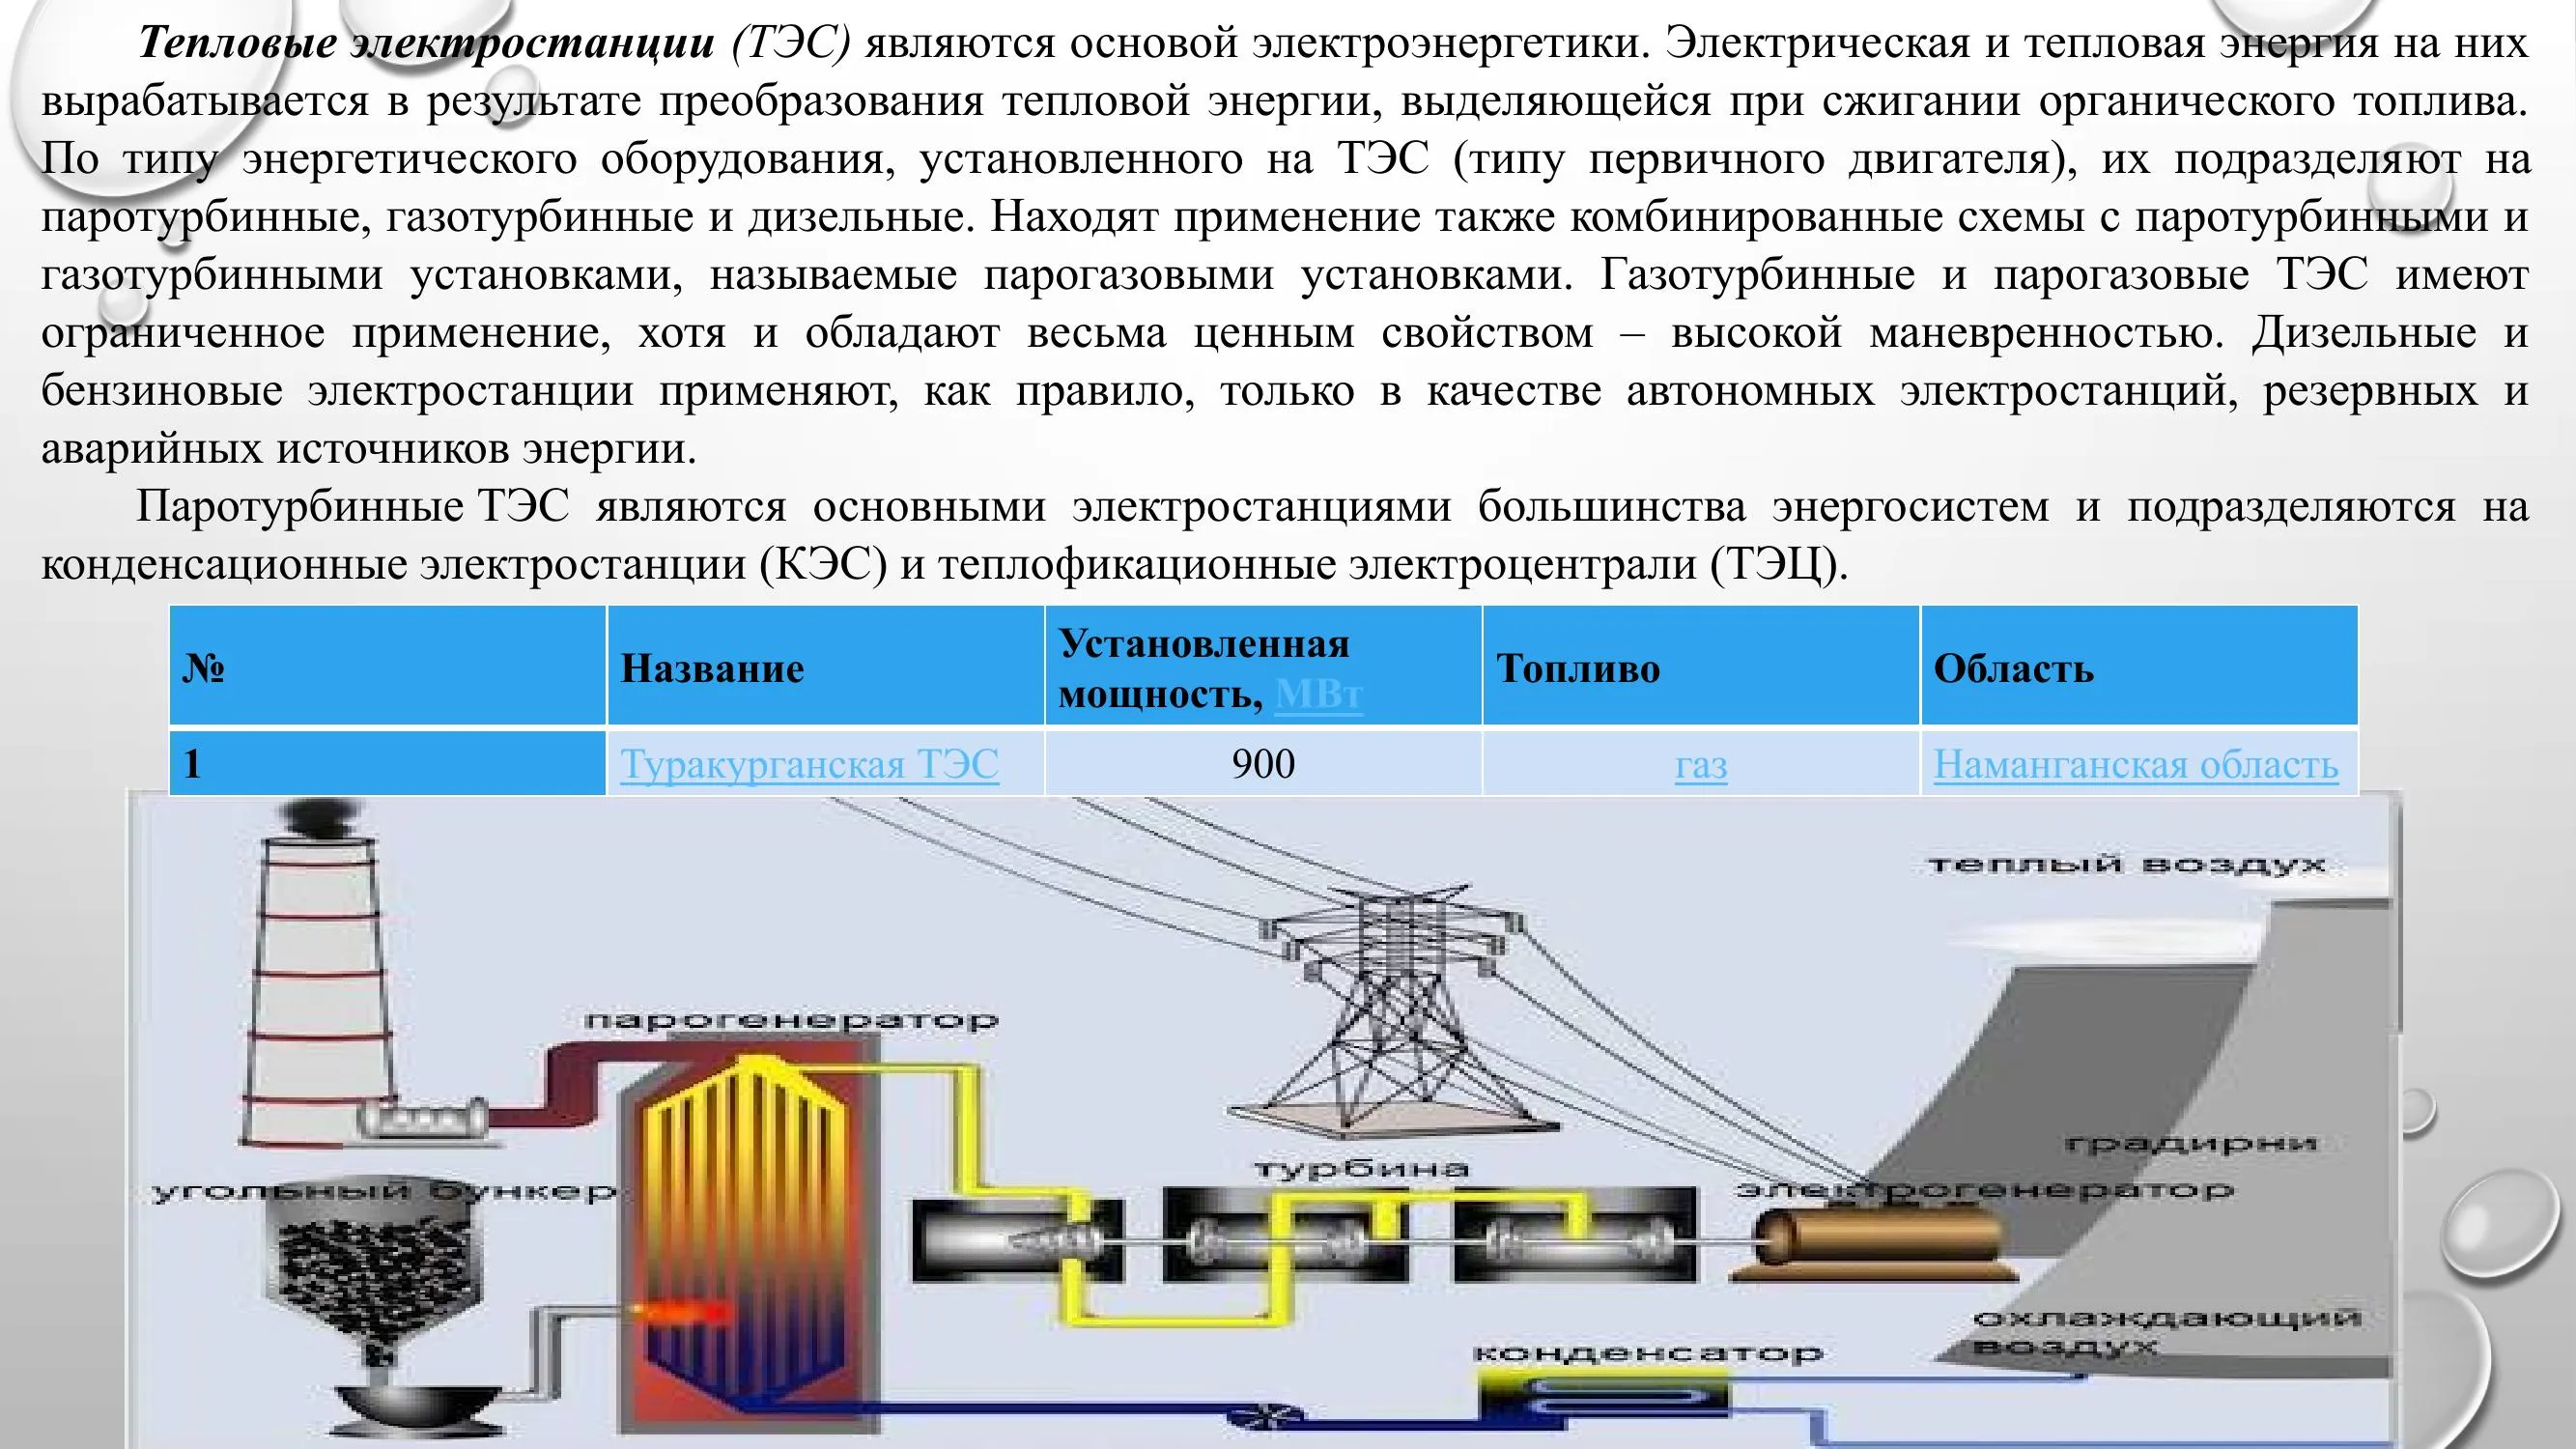 Тепловые электростанции (ТЭС) являются основой электроэнергетики. Электрическая и тепловая энергия на них
вырабатывается в результате преобразования тепловой энергии, выделяющейся при сжигании органического топлива.
По типу энергетического оборудования, установленного на ТЭС (типу первичного двигателя), их подразделяют на
паротурбинные, газотурбинные и дизельные. Находят применение также комбинированные схемы с паротурбинными и
газотурбинными установками, называемые парогазовыми установками. Газотурбинные и парогазовые ТЭС имеют
ограниченное применение, хотя и обладают весьма ценным свойством – высокой маневренностью. Дизельные и
бензиновые электростанции применяют, как правило, только в качестве автономных электростанций, резервных и
аварийных источников энергии.
Паротурбинные ТЭС являются основными электростанциями большинства энергосистем и подразделяются на
конденсационные электростанции (КЭС) и теплофикационные электроцентрали (ТЭЦ).
№ Название Установленная мощность, МВт Топливо Область
1 Туракурганская ТЭС 900 газ Наманганская область
теплый воздух
парогенератор
градирни
турбина
угольный бункер
электрогенератор
охлаждающий
воздух
конденсатор